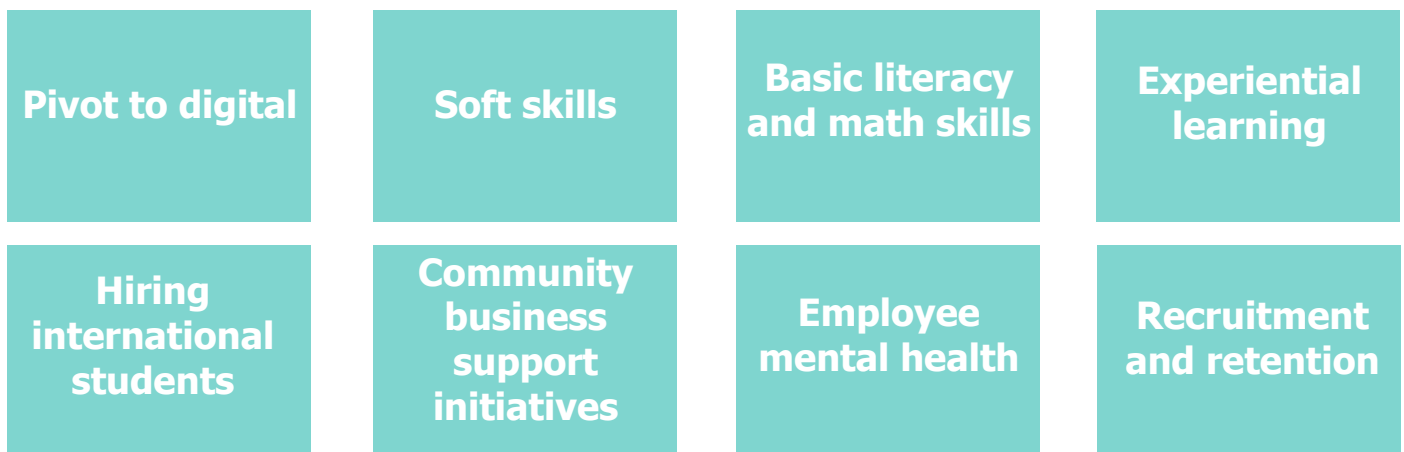 Pivot to digital
Soft skills
Basic literacy
and math skills
Experiential
learning
Hiring
international
students
Community
business
support
initiatives
Employee
mental health
Recruitment
and retention